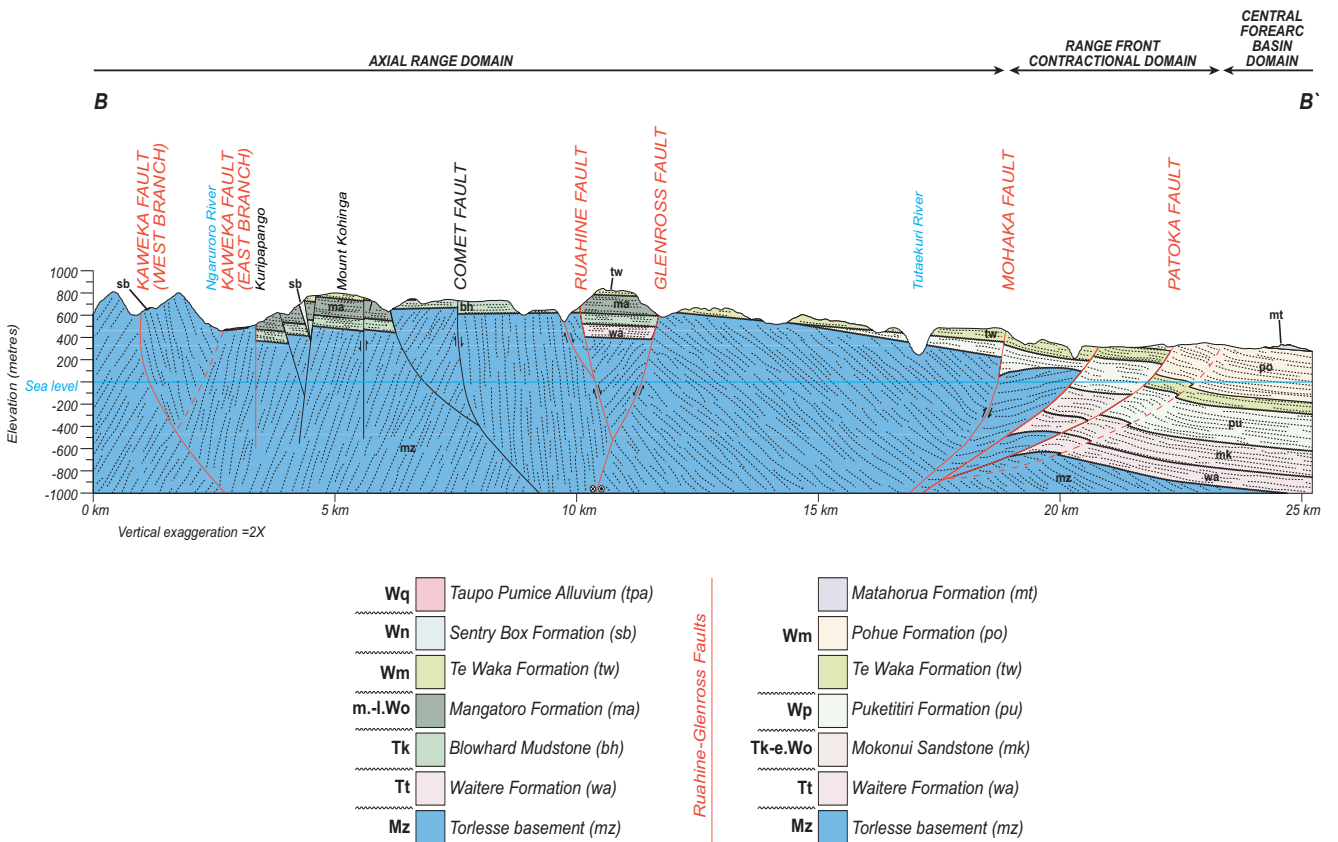 AXIAL RANGE DOMAIN
RANGE FRONT
CONTRACTIONAL DOMAIN
CENTRAL
FOREARC
BASIN
DOMAIN
B
B`
KAWEKA FAULT
(WEST BRANCH)
Ngaruroro River
KAWEKA FAULT
(EAST BRANCH)
Kuripapango
Mount Kohinga
COMET FAULT
RUAHINE FAULT
GLENROSS FAULT
Tutaekuri River
MOHAKA FAULT
PATOKA FAULT
Elevation (metres)
1000
800
600
400
200
Sea level
-200
-400
-600
-800
-1000
sb
sb
ma
bh
tw
ma
wa
tw
mt
po
pu
mk
wa
mz
mz
0 km
5 km
10 km
15 km
20 km
25 km
Vertical exaggeration =2X
Wq Taupo Pumice Alluvium (tpa)
Wn Sentry Box Formation (sb)
Wm Te Waka Formation (tw)
m.-l.Wo Mangatoro Formation (ma)
Tk Blowhard Mudstone (bh)
Tt Waitere Formation (wa)
Mz Torlesse basement (mz)
Ruahine-Glenross Faults
Matahorua Formation (mt)
Wm Pohue Formation (po)
Te Waka Formation (tw)
Wp Puketitiri Formation (pu)
Tk-e.Wo Mokonui Sandstone (mk)
Tt Waitere Formation (wa)
Mz Torlesse basement (mz)